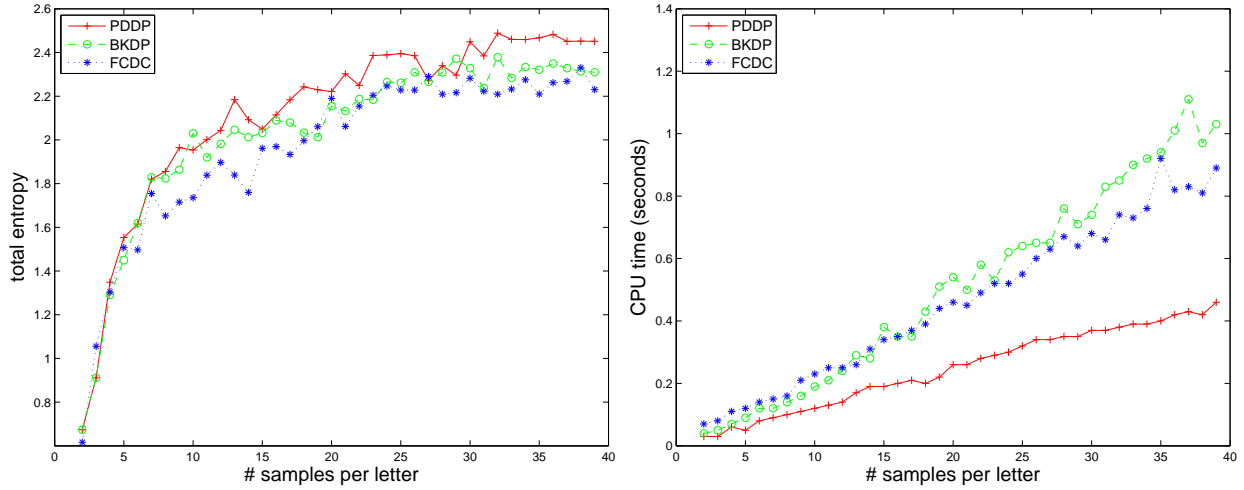 PDDP
BKDP
FCDC
total entropy
2.6
2.4
2.2
2
1.8
1.6
1.4
1.2
1
0.8
0 5 10 15 20 25 30 35 40
# samples per letter
PDDP
BKDP
FCDC
CPU time (seconds)
1.4
1.2
1
0.8
0.6
0.4
0.2
0
0 5 10 15 20 25 30 35 40
# samples per letter